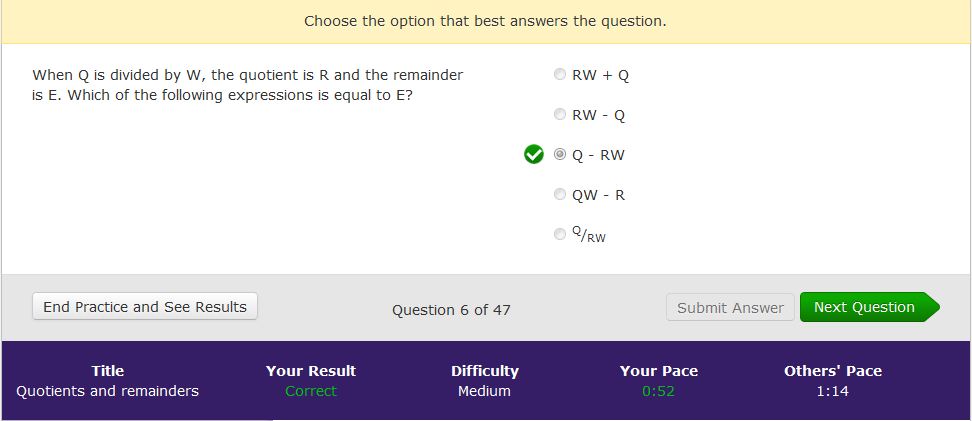 Choose the option that best answers the question.
When Q is divided by W, the quotient is R and the remainder
is E. Which of the following expressions is equal to E?
RW + Q
RW - Q
Q - RW
QW - R
Q/RW
End Practice and See Results
Question 6 of 47
Submit Answer
Next Question
Title Your Result Difficulty Your Pace Others' Pace
Quotients and remainders Correct Medium 0:52 1:14